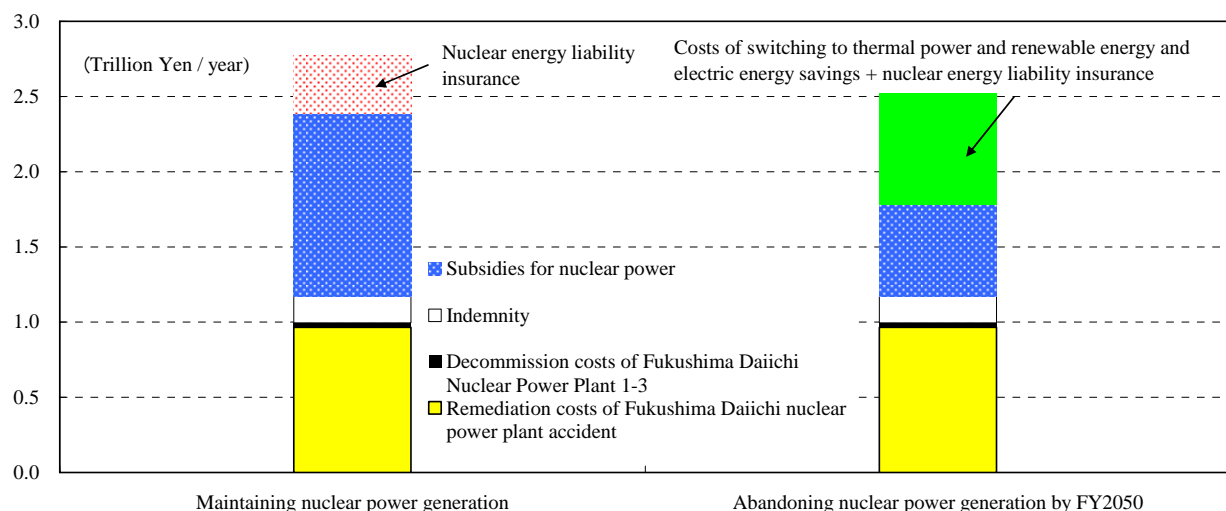 3.0
(Trillion Yen / year)
Nuclear energy liability
insurance
Costs of switching to thermal power and renewable energy and
electric energy savings + nuclear energy liability
insurance
2.5
2.0
1.5
Subsidies for nuclear power
Indemnity
1.0
Decommission costs of Fukushima Daiichi
Nuclear Power Plant 1-3
0.5
Remediation costs of Fukushima Daiichi nuclear
power plant accident
0.0
Maintaining nuclear power generation
Abandoning nuclear power generation by FY2050